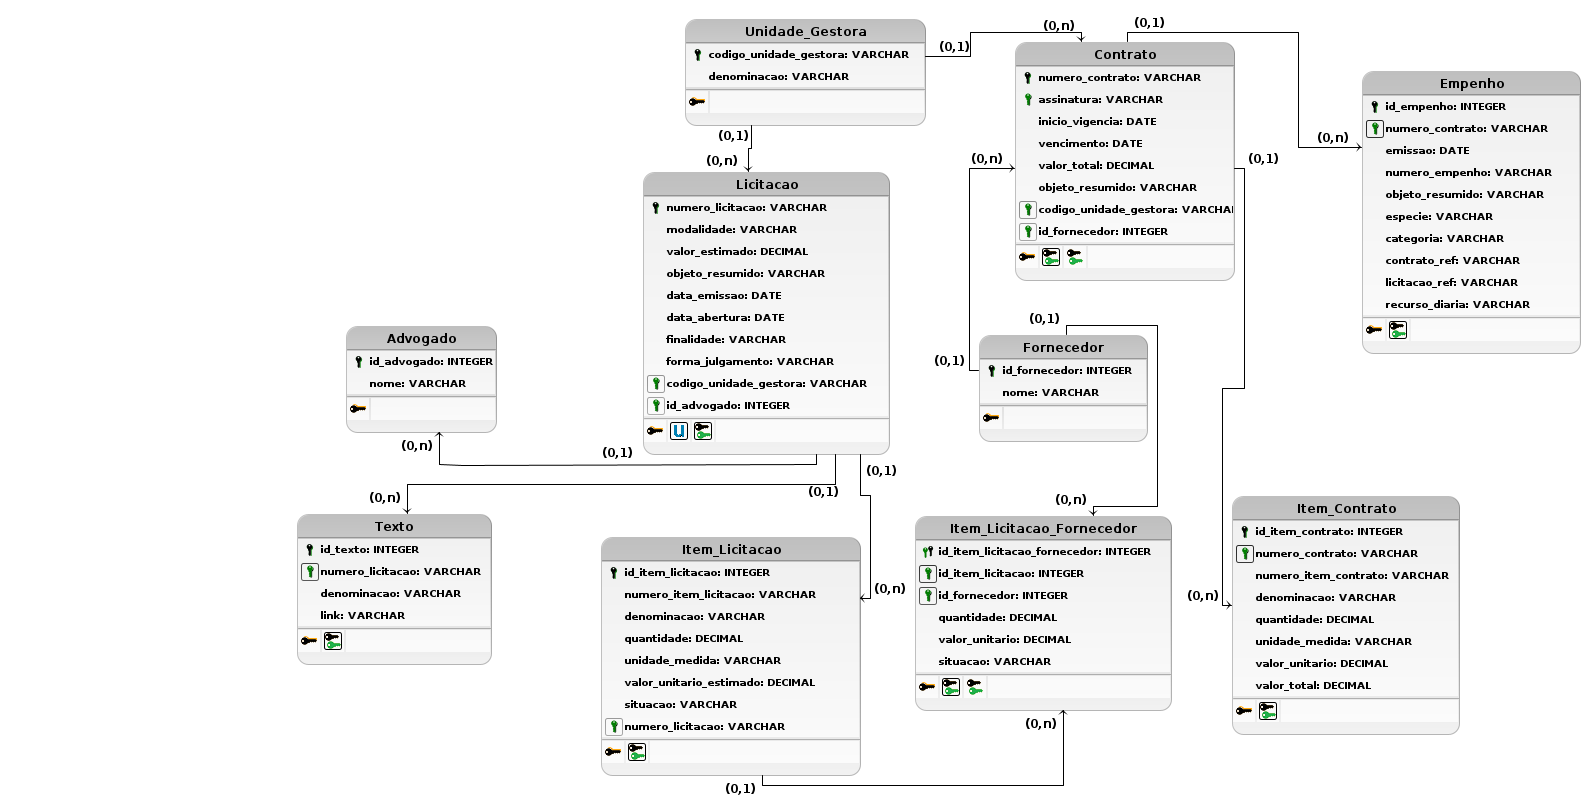 Unidade_Gestora
codigo_unidade_gestora: VARCHAR
denominacao: VARCHAR
(0,1)
(0,n)
(0,1)
Contrato
numero_contrato: VARCHAR
assinatura: VARCHAR
inicio_vigencia: DATE
vencimento: DATE
valor_total: DECIMAL
objeto_resumido: VARCHAR
codigo_unidade_gestora: VARCHA
id_fornecedor: INTEGER
(0,n)
Empenho
id_empenho: INTEGER
numero_contrato: VARCHAR
emissao: DATE
numero_empenho: VARCHAR
objeto_resumido: VARCHAR
especie: VARCHAR
categoria: VARCHAR
contrato_ref: VARCHAR
licitacao_ref: VARCHAR
recurso_diaria: VARCHAR
(0,1)
(0,n)
(0,n)
(0,1)
Licitacao
numero_licitacao: VARCHAR
modalidade: VARCHAR
valor_estimado: DECIMAL
objeto_resumido: VARCHAR
data_emissao: DATE
data_abertura: DATE
finalidade: VARCHAR
forma_julgamento: VARCHAR
codigo_unidade_gestora: VARCHAR
id_advogado: INTEGER
U
Advogado
id_advogado: INTEGER
nome: VARCHAR
(0,1)
(0,1)
Fornecedor
id_fornecedor: INTEGER
nome: VARCHAR
(0,n)
(0,1)
(0,1)
(0,1)
(0,n)
(0,n)
Texto
id_texto: INTEGER
numero_licitacao: VARCHAR
denominacao: VARCHAR
link: VARCHAR
Item_Licitacao
id_item_licitacao: INTEGER
numero_item_licitacao: VARCHAR
denominacao: VARCHAR
quantidade: DECIMAL
unidade_medida: VARCHAR
valor_unitario_estimado: DECIMAL
situacao: VARCHAR
numero_licitacao: VARCHAR
(0,n)
Item_Licitacao_Fornecedor
id_item_licitacao_fornecedor: INTEGER
id_item_licitacao: INTEGER
id_fornecedor: INTEGER
quantidade: DECIMAL
valor_unitario: DECIMAL
situacao: VARCHAR
(0,n)
Item_Contrato
id_item_contrato: INTEGER
numero_contrato: VARCHAR
numero_item_contrato: VARCHAR
denominacao: VARCHAR
quantidade: DECIMAL
unidade_medida: VARCHAR
valor_unitario: DECIMAL
valor_total: DECIMAL
(0,n)
(0,1)